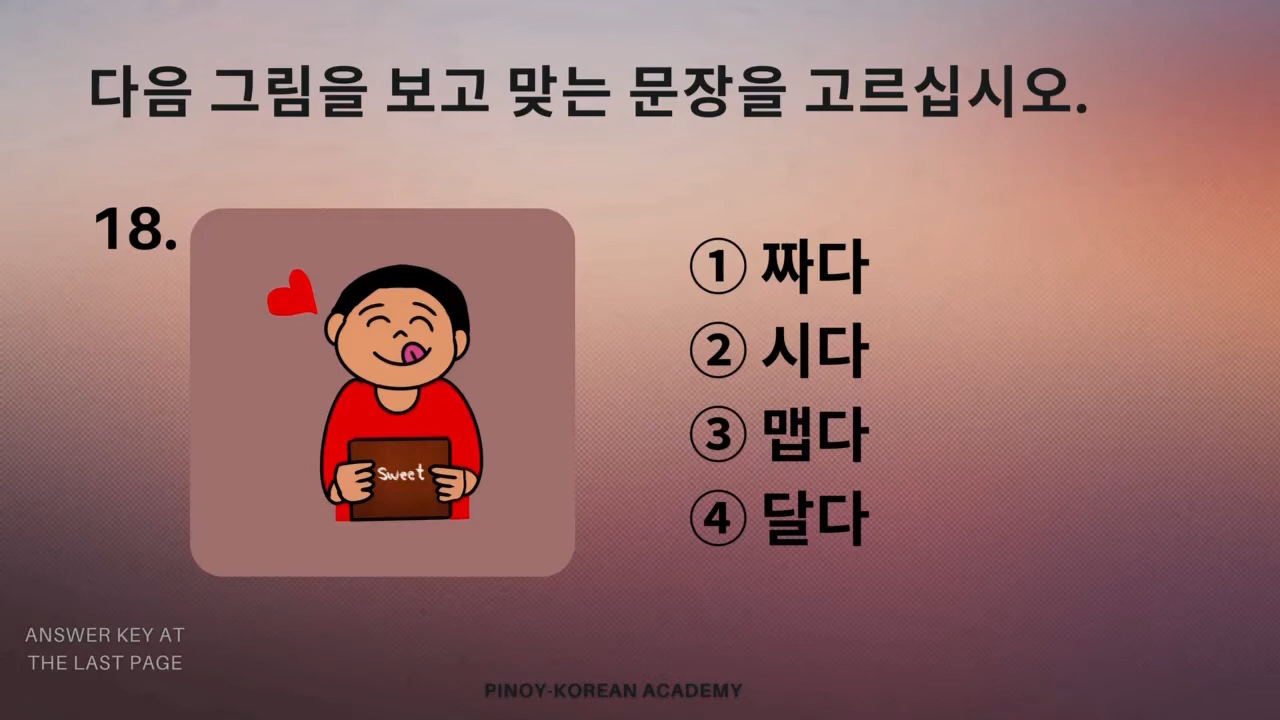 다음 그림을 보고 맞는 문장을 고르십시오.
18.
Sweet
① 짜다
② 시다
③ 맵다
④ 달다
ANSWER KEY AT
THE LAST PAGE
PINOY-KOREAN ACADEMY